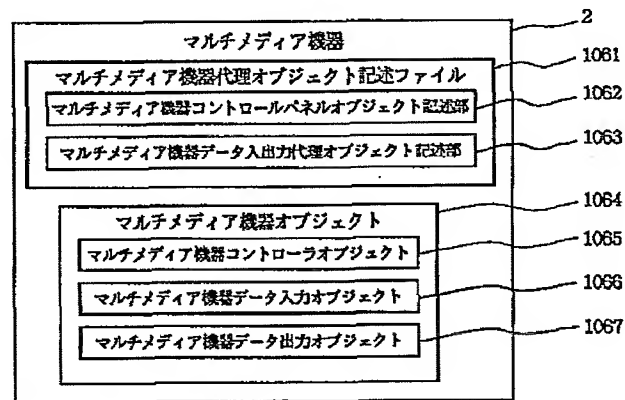 2
マルチメディア機器
1061
マルチメディア機器代理オブジェクト記述ファイル
1062
マルチメディア機器コントロールパネルオブジェクト記述部
1063
マルチメディア機器データ入出力代理オブジェクト記述部
1064
マルチメディア機器オブジェクト
1065
マルチメディア機器コントローラオブジェクト
1066
マルチメディア機器データ入力オブジェクト
1067
マルチメディア機器データ出力オブジェクト